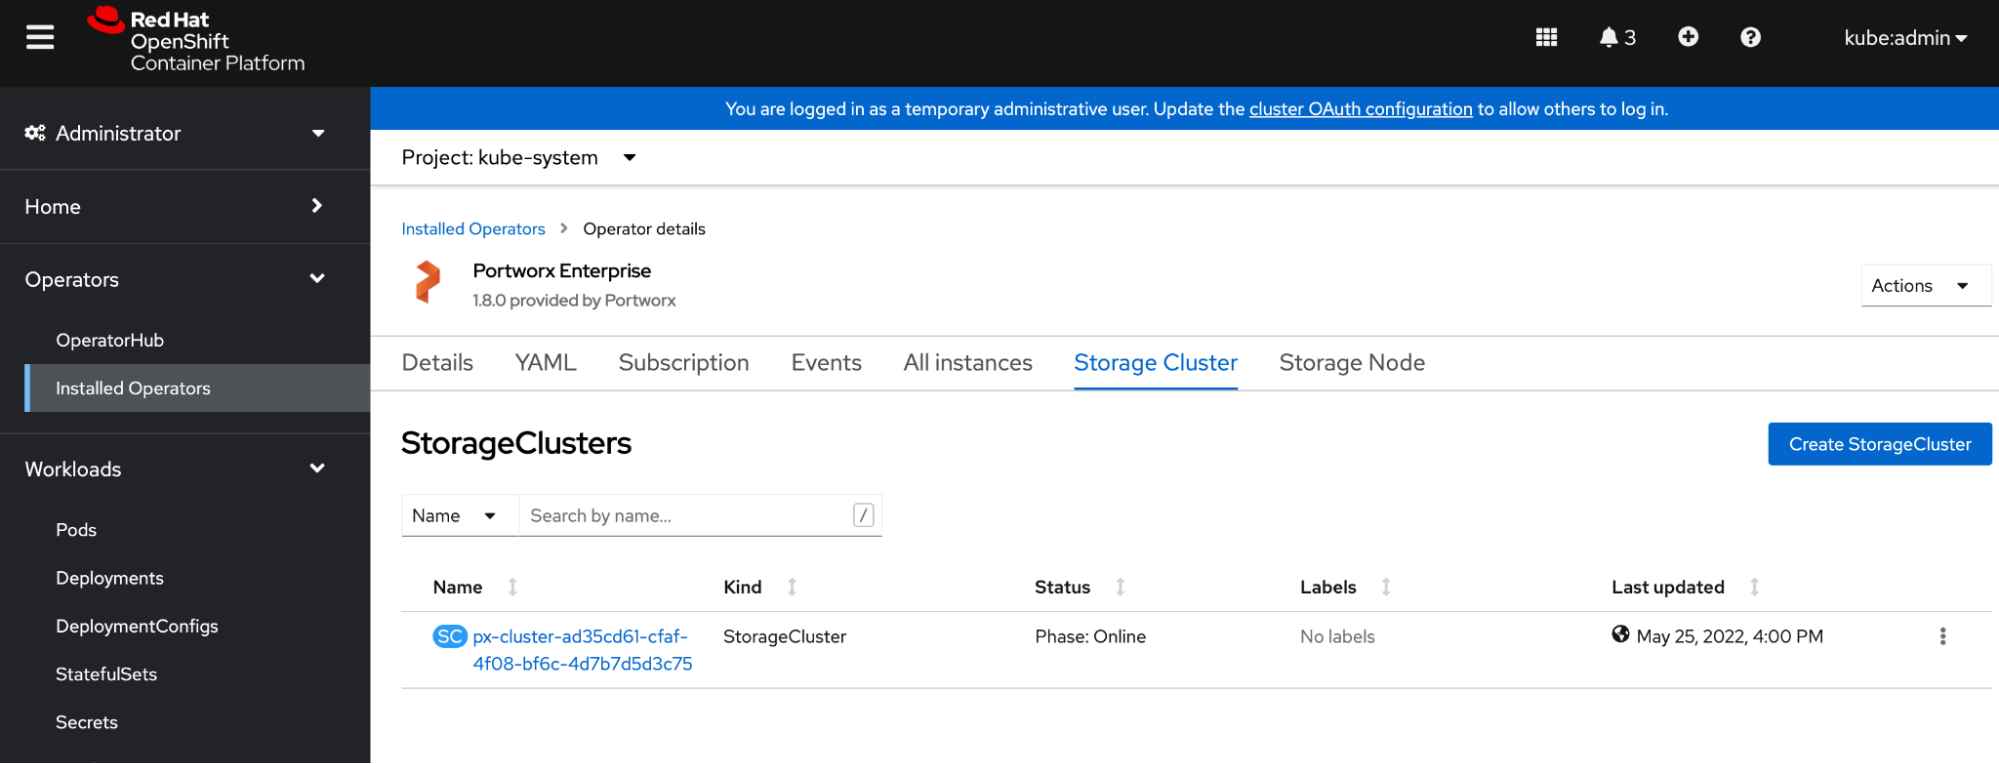 Red Hat
OpenShift
Container Platform
3
?
kube:admin
Administrator
Home
Operators
OperatorHub
Installed Operators
Workloads
Pods
Deployments
DeploymentConfigs
StatefulSets
Secrets
You are logged in as a temporary administrative user. Update the cluster OAuth configuration to allow others to log in.
Project: kube-system
Installed Operators > Operator details
Portworx Enterprise
1.8.0 provided by Portworx
Actions
Details YAML Subscription Events All instances Storage Cluster Storage Node
StorageClusters
Create StorageCluster
Name Search by name... /
Name Kind Status Labels Last updated
SC px-cluster-ad35cd61-cfaf- StorageCluster Phase: Online No labels May 25, 2022, 4:00 PM
4f08-bf6c-4d7b7d5d3c75